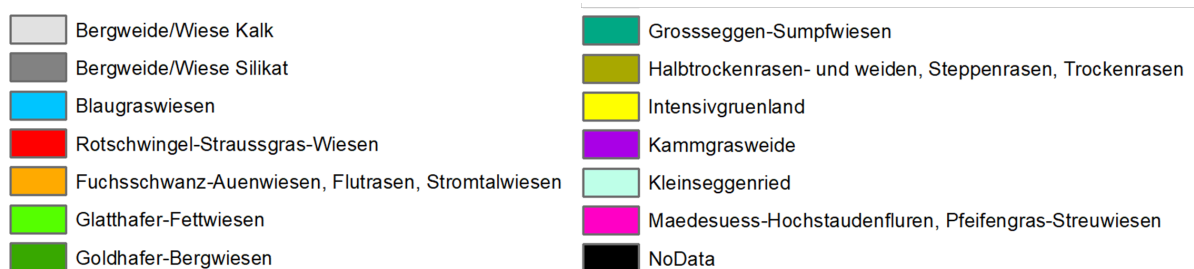 Bergweide/Wiese Kalk
Bergweide/Wiese Silikat
Blaugraswiesen
Rotschwingel-Straussgras-Wiesen
Fuchsschwanz-Auenwiesen, Flutrasen, Stromtalwiesen
Glatthafer-Fettwiesen
Goldhafer-Bergwiesen
Grossseggen-Sumpfwiesen
Halbtrockenrasen- und weiden, Steppenrasen, Trockenrasen
Intensivgruenland
Kammgrasweide
Kleinseggenried
Maedesuess-Hochstaudenfluren, Pfeifengras-Streuwiesen
NoData